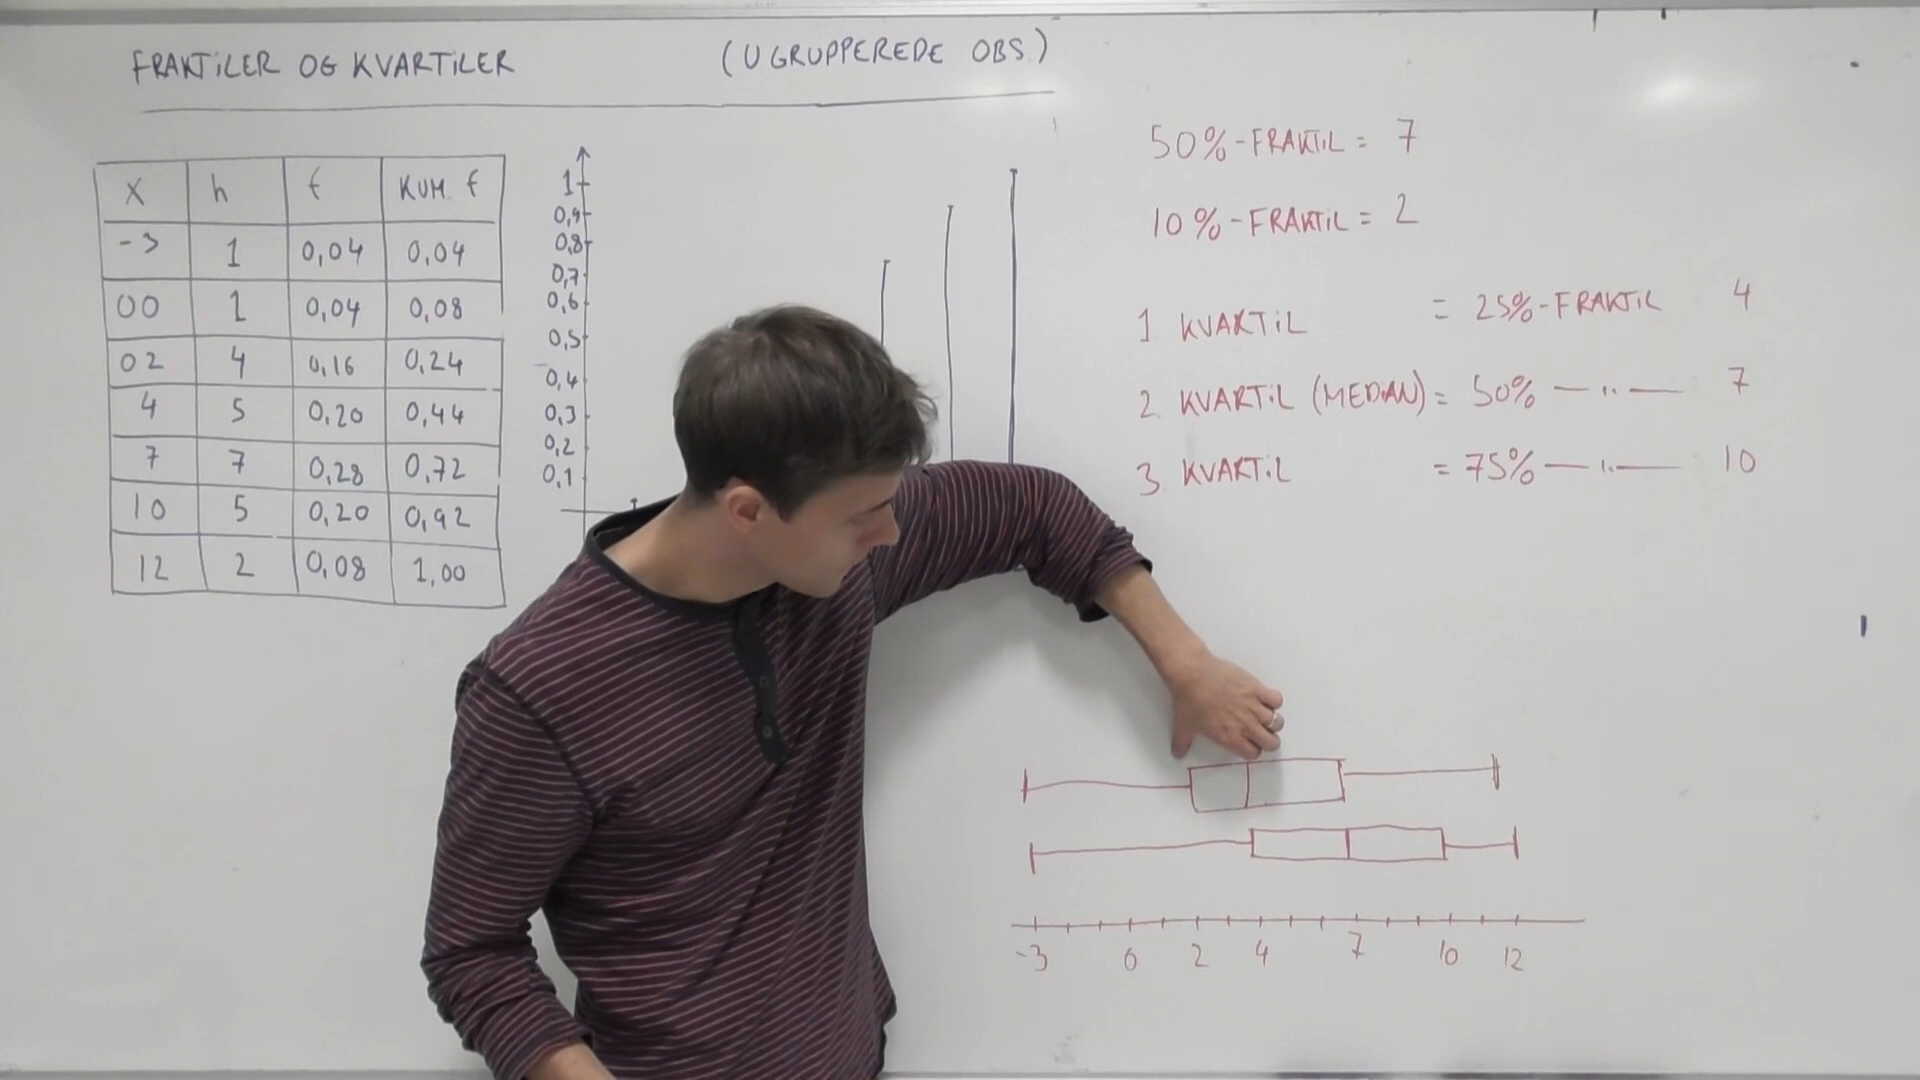 FRAKTiLER OG KVARTiLER (UGRUPPEREDE OBS.)
X h f KUM. f
-3 1 0,04 0,04
00 1 0,04 0,08
02 4 0,16 0,24
4 5 0,20 0,44
7 7 0,28 0,72
10 5 0,20 0,92
12 2 0,08 1,00
1
0,9
0,8
0,7
0,6
0,5
0,4
0,3
0,2
0,1
50%-FRAKTiL = 7
10%-FRAKTiL = 2
1 KVARTiL = 25%-FRAKTiL 4
2. KVARTiL (MEDIAN) = 50% — ,, — 7
3. KVARTiL = 75% — ,, — 10
-3 0 2 4 7 10 12